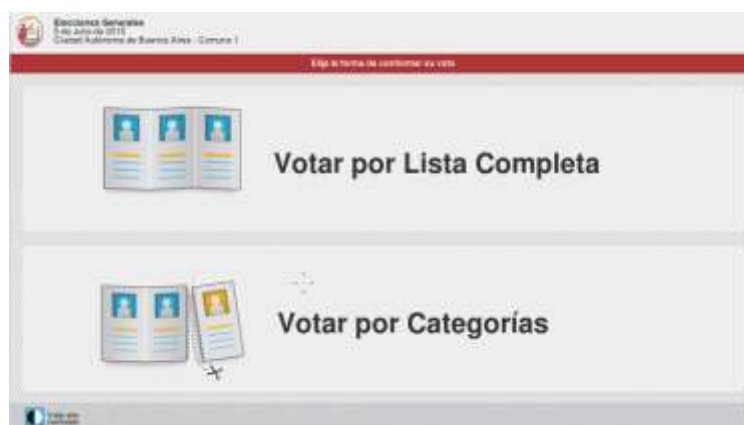 Elecciones Generales
5 de Julio de 2015
Ciudad Autónoma de Buenos Aires - Comuna 1
Elija la forma de conformar su voto
Votar por Lista Completa
Votar por Categorías